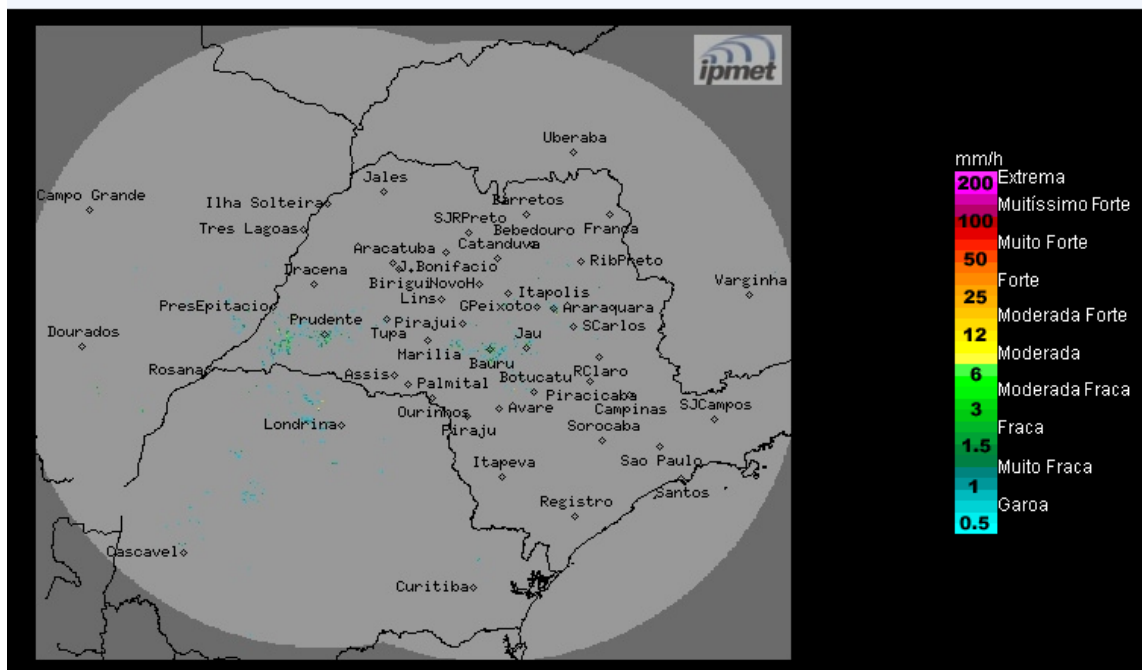 ipmet
Uberaba
Jales
Campo Grande
Ilha Solteira
Barretos
SJRPreto
Bebedouro
Franca
Tres Lagoas
Catanduva
Aracatuba
J.Bonifacio
RibPreto
Dracena
Birigui
NovoH
Itapolis
Varginha
Lins
GPeixoto
Araraquara
PresEpitacio
Prudente
Pirajui
SCarlos
Dourados
Tupa
Jau
Marilia
Bauru
Rosana
Assis
Palmital
Botucatu
RClaro
Piracicaba
Ourinhos
Avare
Campinas
SJCampos
Londrina
Piraju
Sorocaba
Sao Paulo
Itapeva
Santos
Registro
Cascavel
Curitiba
mm/h
200 Extrema
Muitíssimo Forte
100
Muito Forte
50
Forte
25
Moderada Forte
12
Moderada
6
Moderada Fraca
3
Fraca
1.5
Muito Fraca
1
Garoa
0.5